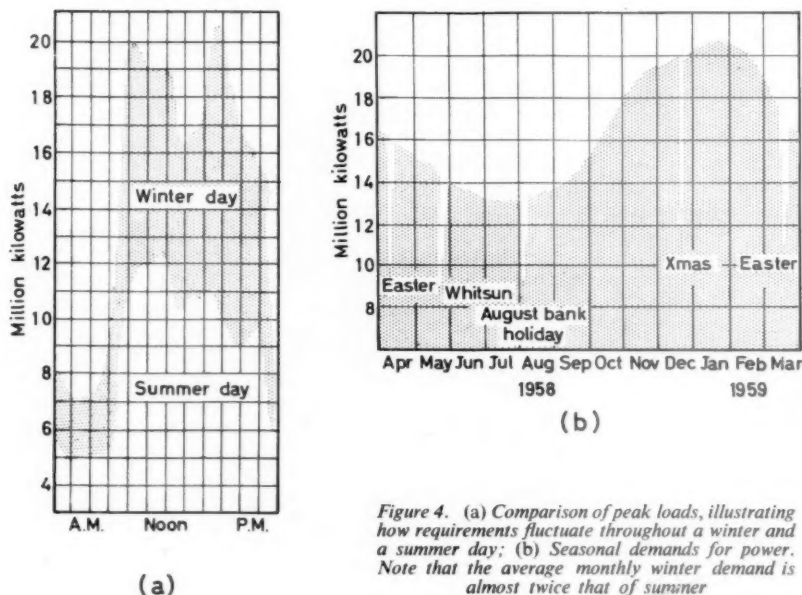 20
18
16
14
12
10
8
6
4
Million kilowatts
Winter day
Summer day
A.M. Noon P.M.
(a)
20
18
16
14
12
10
8
Million kilowatts
Xmas Easter
Easter Whitsun
August bank
holiday
Apr May Jun Jul Aug Sep Oct Nov Dec Jan Feb Mar
1958 1959
(b)
Figure 4. (a) Comparison of peak loads, illustrating
how requirements fluctuate throughout a winter and
a summer day; (b) Seasonal demands for power.
Note that the average monthly winter demand is
almost twice that of summer